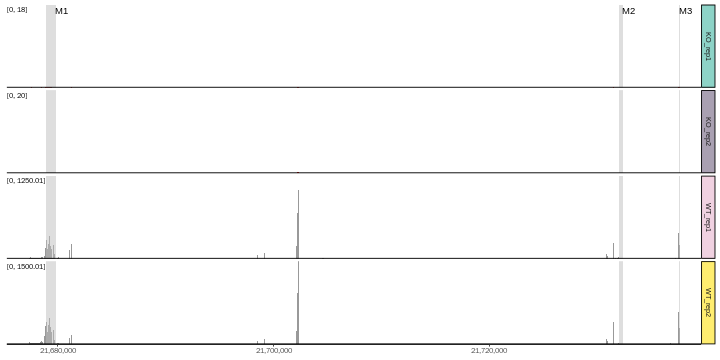 [0, 18]
M1
M2
M3
KO_rep1
[0, 20]
KO_rep2
[0, 1250.01]
WT_rep1
[0, 1500.01]
WT_rep2
21,680,000
21,700,000
21,720,000